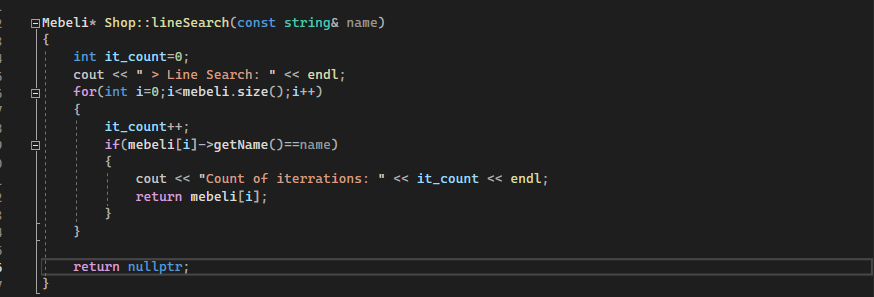 Mebeli* Shop::lineSearch(const string& name)
{
    int it_count=0;
    cout << " > Line Search: " << endl;
    for(int i=0;i<mebeli.size();i++)
    {
        it_count++;
        if(mebeli[i]->getName()==name)
        {
            cout << "Count of iterrations: " << it_count << endl;
            return mebeli[i];
        }
    }

    return nullptr;
}